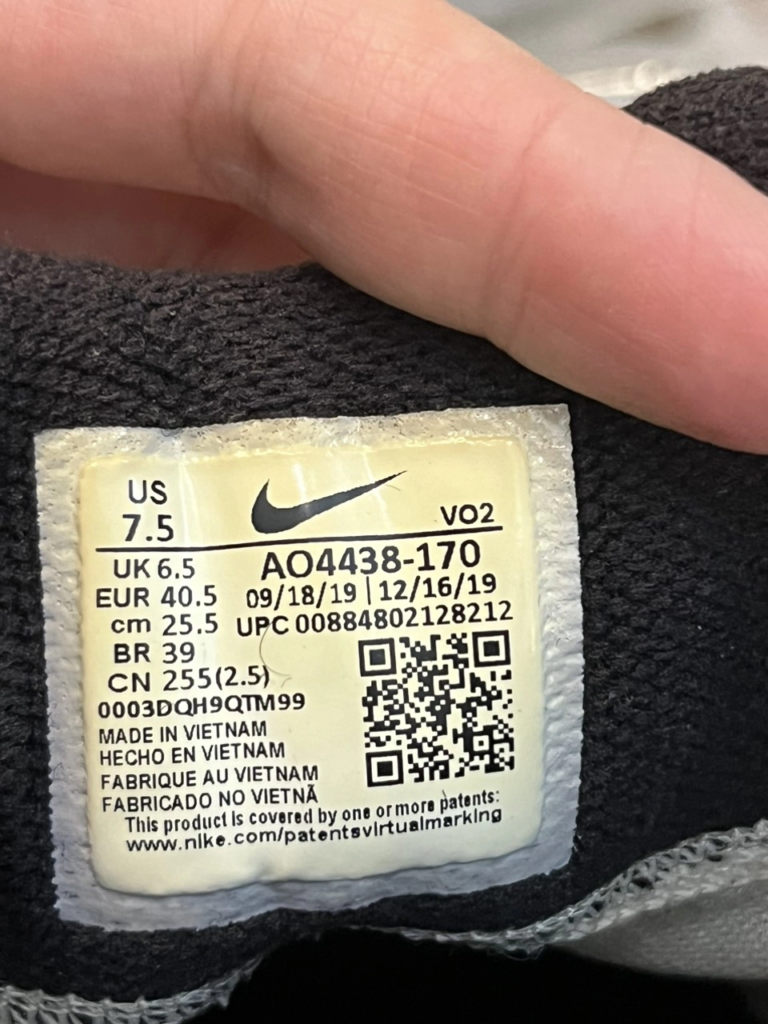 US
7.5
VO2
UK 6.5
AO4438-170
EUR 40.5
09/18/19 | 12/16/19
cm 25.5
UPC 00884802128212
BR 39
CN 255(2.5)
0003DQH9QTM99
MADE IN VIETNAM
HECHO EN VIETNAM
FABRIQUE AU VIETNAM
FABRICADO NO VIETNÃ
This product is covered by one or more patents:
www.nike.com/patentsvirtualmarking